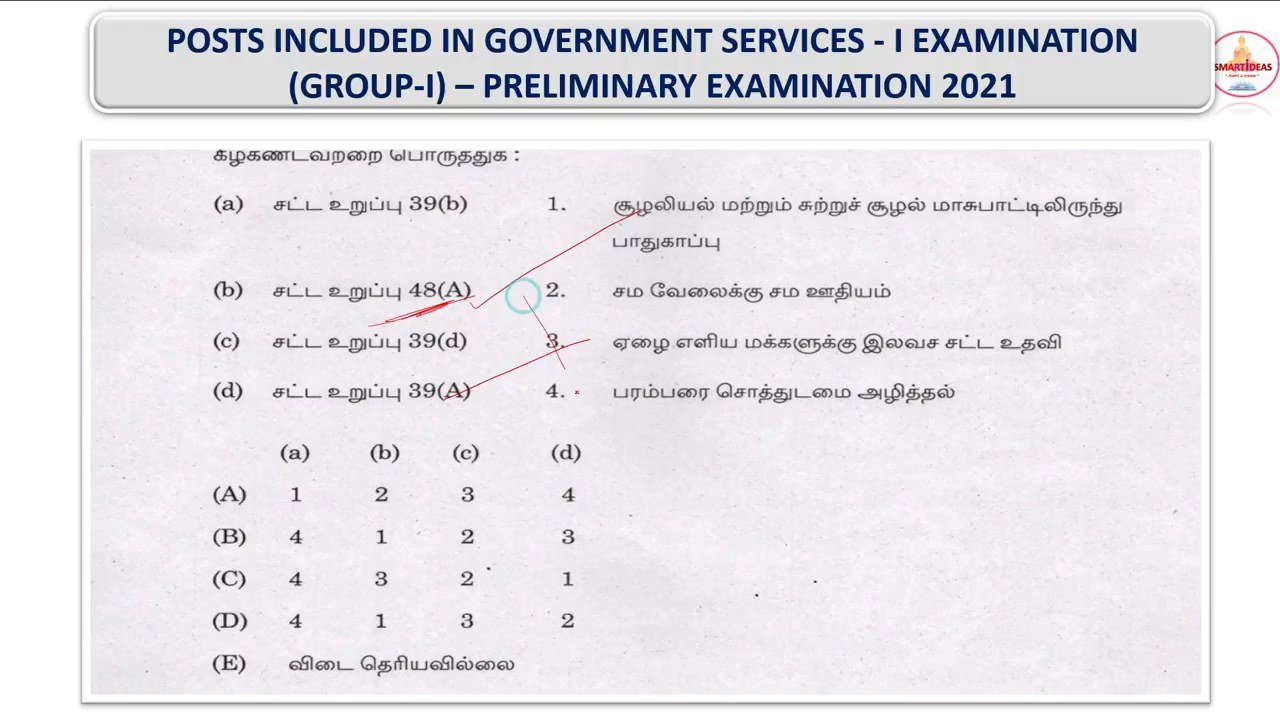 POSTS INCLUDED IN GOVERNMENT SERVICES - I EXAMINATION
(GROUP-I) – PRELIMINARY EXAMINATION 2021
SMARTIDEAS
கீழ்கண்டவற்றை பொருத்துக :
(a) சட்ட உறுப்பு 39(b) 1. சூழலியல் மற்றும் சுற்றுச் சூழல் மாசுபாட்டிலிருந்து
பாதுகாப்பு
(b) சட்ட உறுப்பு 48(A) 2. சம வேலைக்கு சம ஊதியம்
(c) சட்ட உறுப்பு 39(d) 3. ஏழை எளிய மக்களுக்கு இலவச சட்ட உதவி
(d) சட்ட உறுப்பு 39(A) 4. பரம்பரை சொத்துடமை அழித்தல்
(a) (b) (c) (d)
(A) 1 2 3 4
(B) 4 1 2 3
(C) 4 3 2 1
(D) 4 1 3 2
(E) விடை தெரியவில்லை